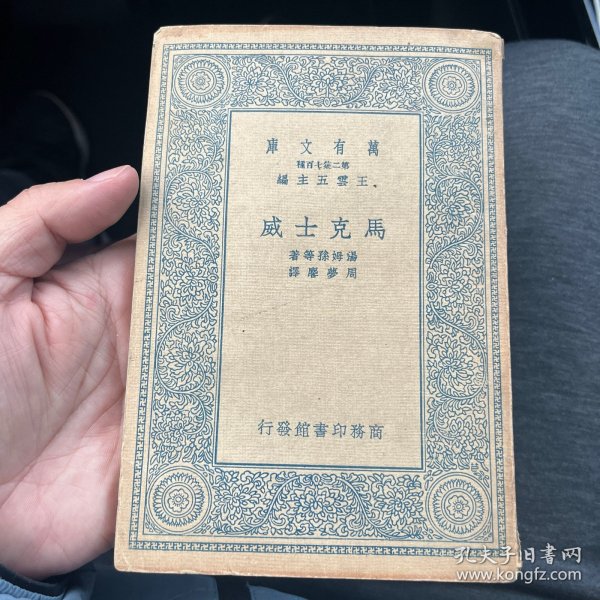 萬有文庫
第二集七百種
王雲五主編
馬克士威
湯姆孫等著
周夢麐譯
商務印書館發行
孔夫子旧书网
www.kongfz.com